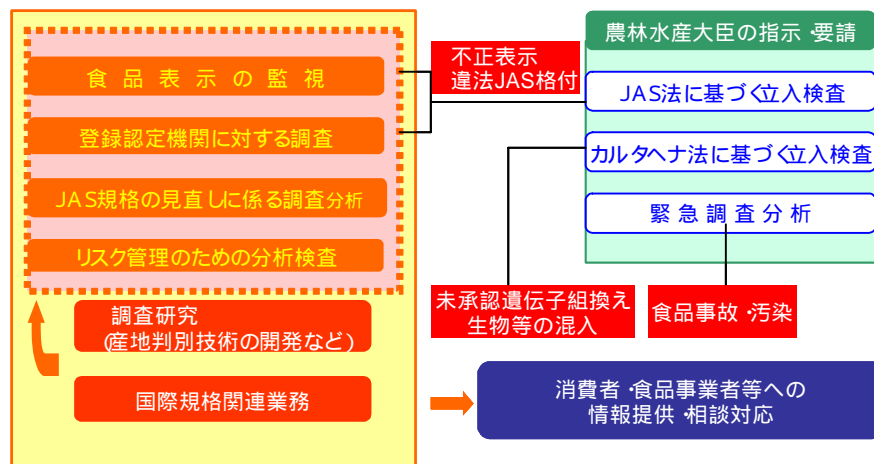 食品表示の監視
登録認定機関に対する調査
JAS規格の見直しに係る調査分析
リスク管理のための分析検査
調査研究
(産地判別技術の開発など)
国際規格関連業務
不正表示
違法JAS格付
農林水産大臣の指示・要請
JAS法に基づく立入検査
カルタヘナ法に基づく立入検査
緊急調査分析
未承認遺伝子組換え
生物等の混入
食品事故・汚染
消費者・食品事業者等への
情報提供・相談対応